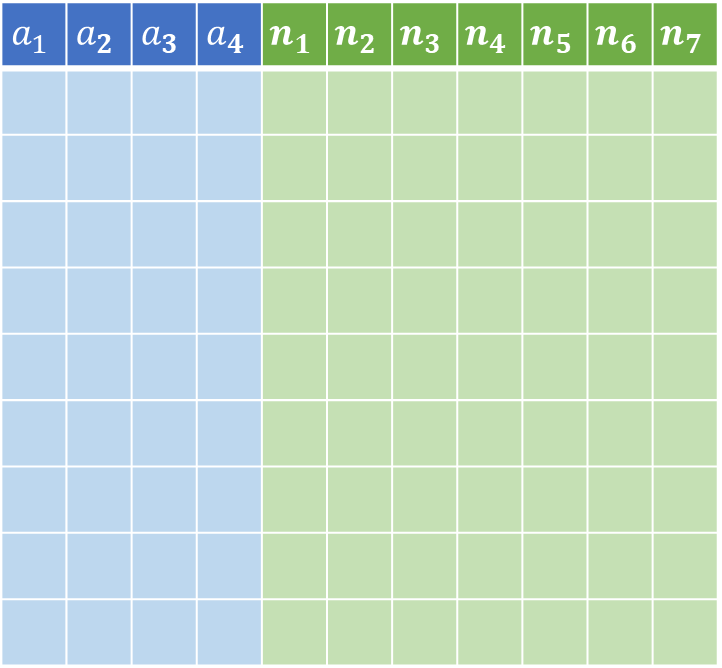 a₁ a₂ a₃ a₄ n₁ n₂ n₃ n₄ n₅ n₆ n₇